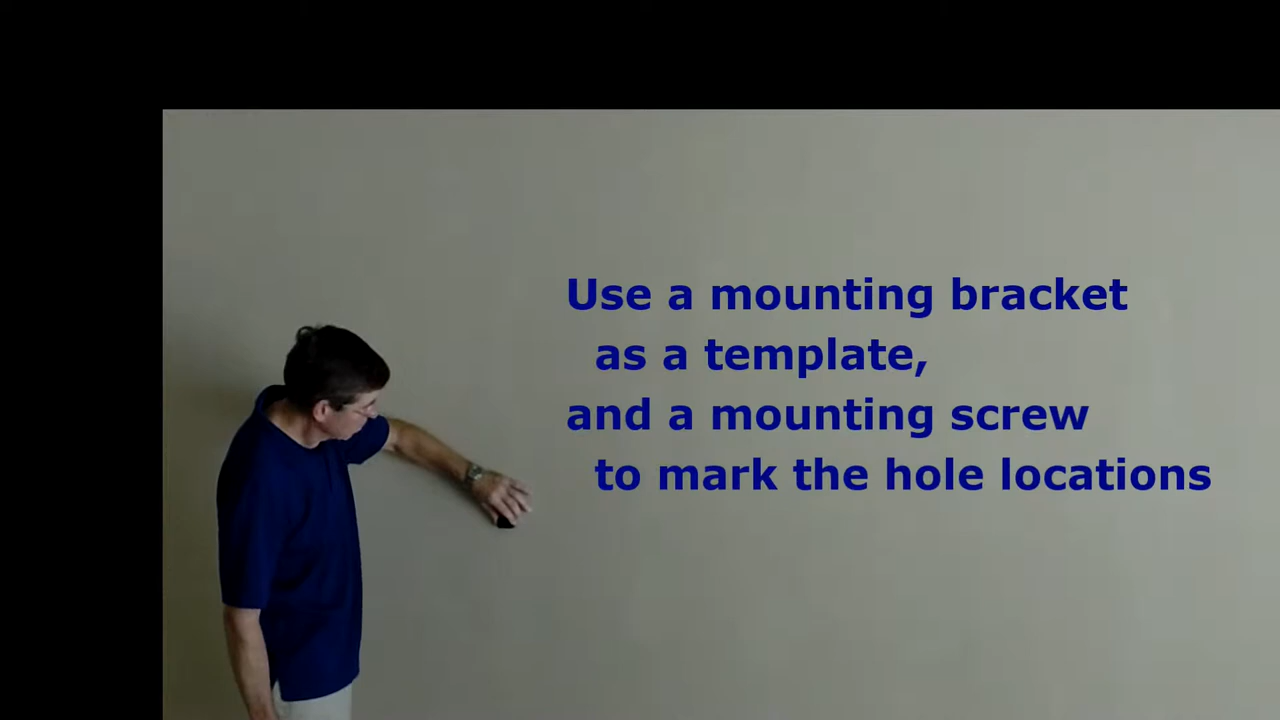 Use a mounting bracket
as a template,
and a mounting screw
to mark the hole locations